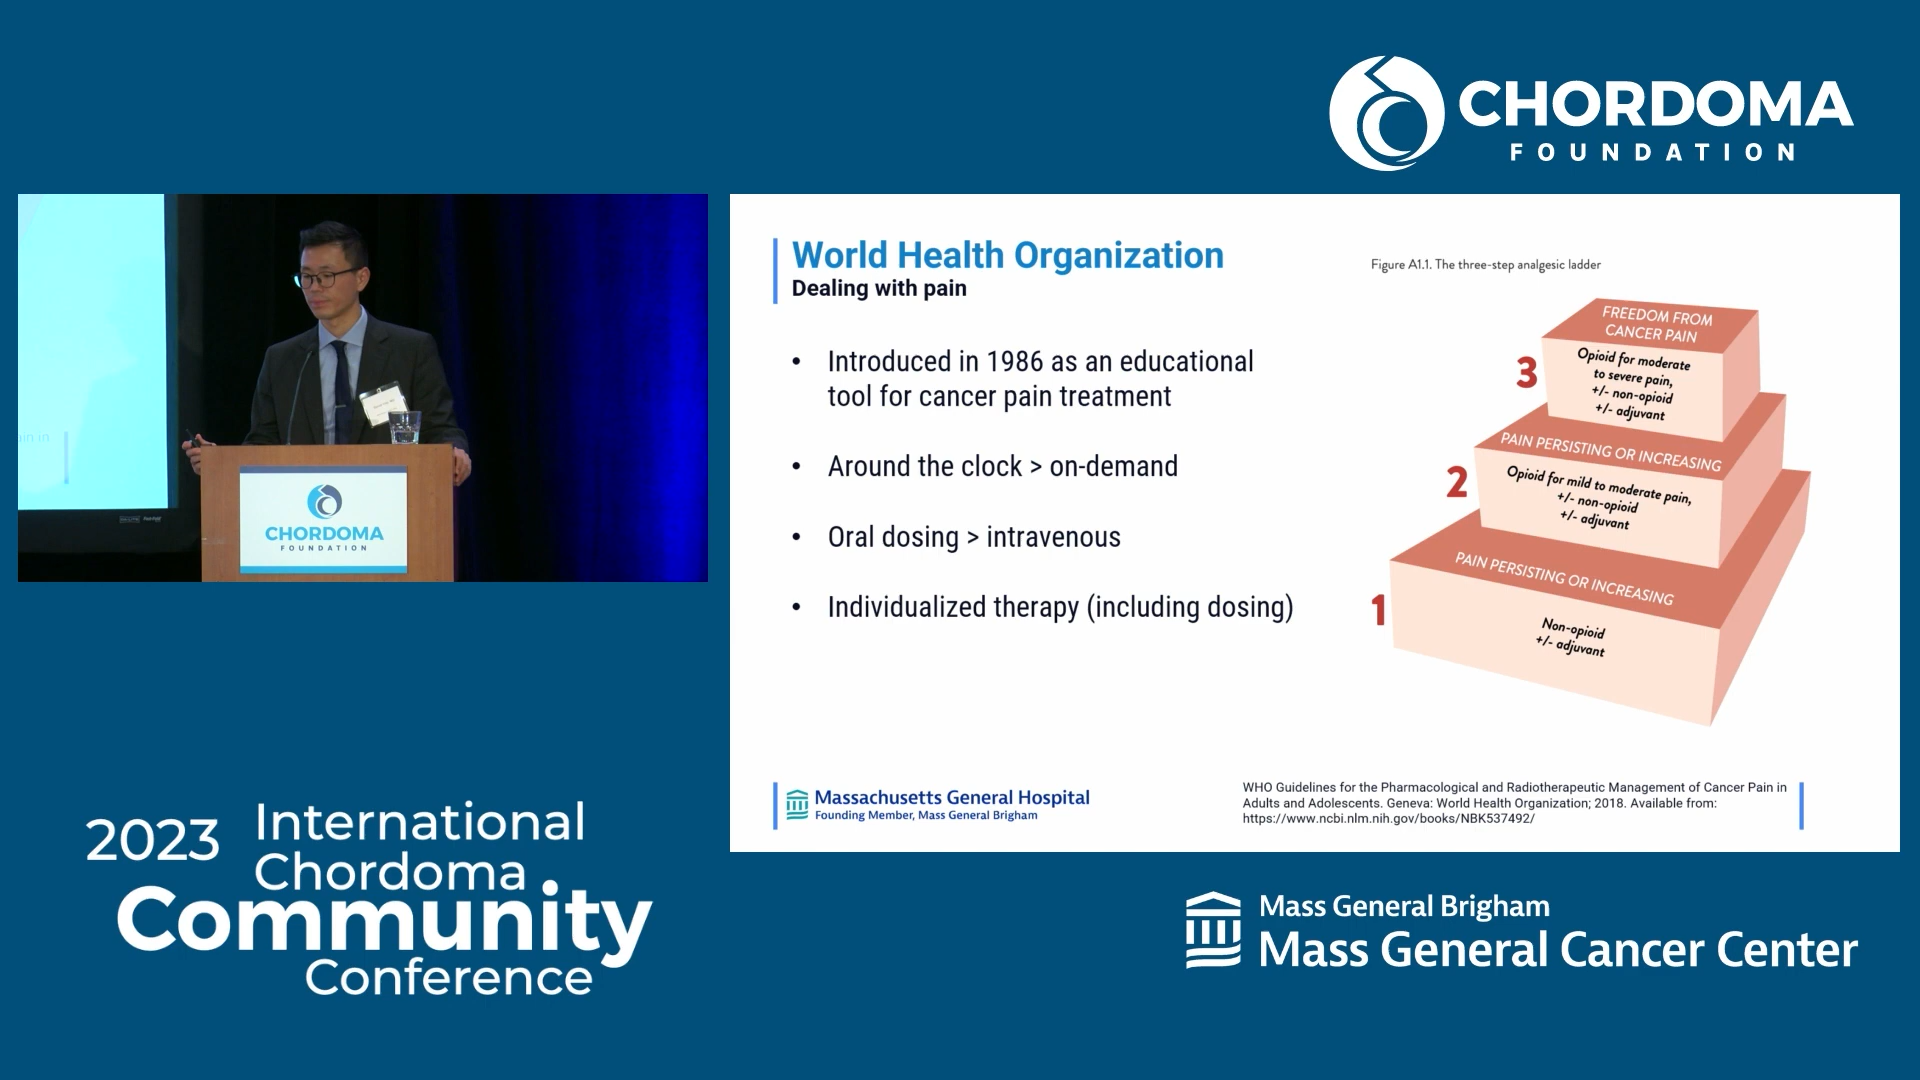 CHORDOMA
FOUNDATION
CHORDOMA
FOUNDATION
World Health Organization
Dealing with pain
• Introduced in 1986 as an educational
tool for cancer pain treatment
• Around the clock > on-demand
• Oral dosing > intravenous
• Individualized therapy (including dosing)
Figure A1.1. The three-step analgesic ladder
FREEDOM FROM
CANCER PAIN
3
Opioid for moderate
to severe pain,
+/- non-opioid
+/- adjuvant
PAIN PERSISTING OR INCREASING
2
Opioid for mild to moderate pain,
+/- non-opioid
+/- adjuvant
PAIN PERSISTING OR INCREASING
1
Non-opioid
+/- adjuvant
Massachusetts General Hospital
Founding Member, Mass General Brigham
WHO Guidelines for the Pharmacological and Radiotherapeutic Management of Cancer Pain in
Adults and Adolescents. Geneva: World Health Organization; 2018. Available from:
https://www.ncbi.nlm.nih.gov/books/NBK537492/
2023 International
Chordoma
Community
Conference
Mass General Brigham
Mass General Cancer Center